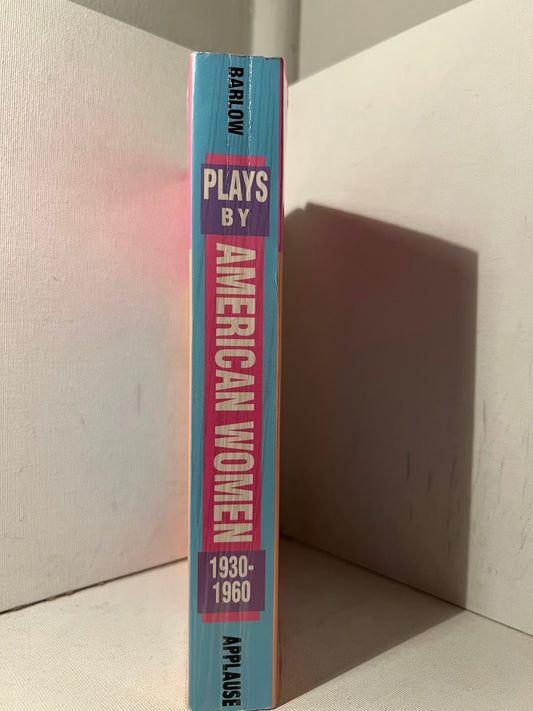 BARLOW
PLAYS
BY
AMERICAN WOMEN
1930-
1960
APPLAUSE